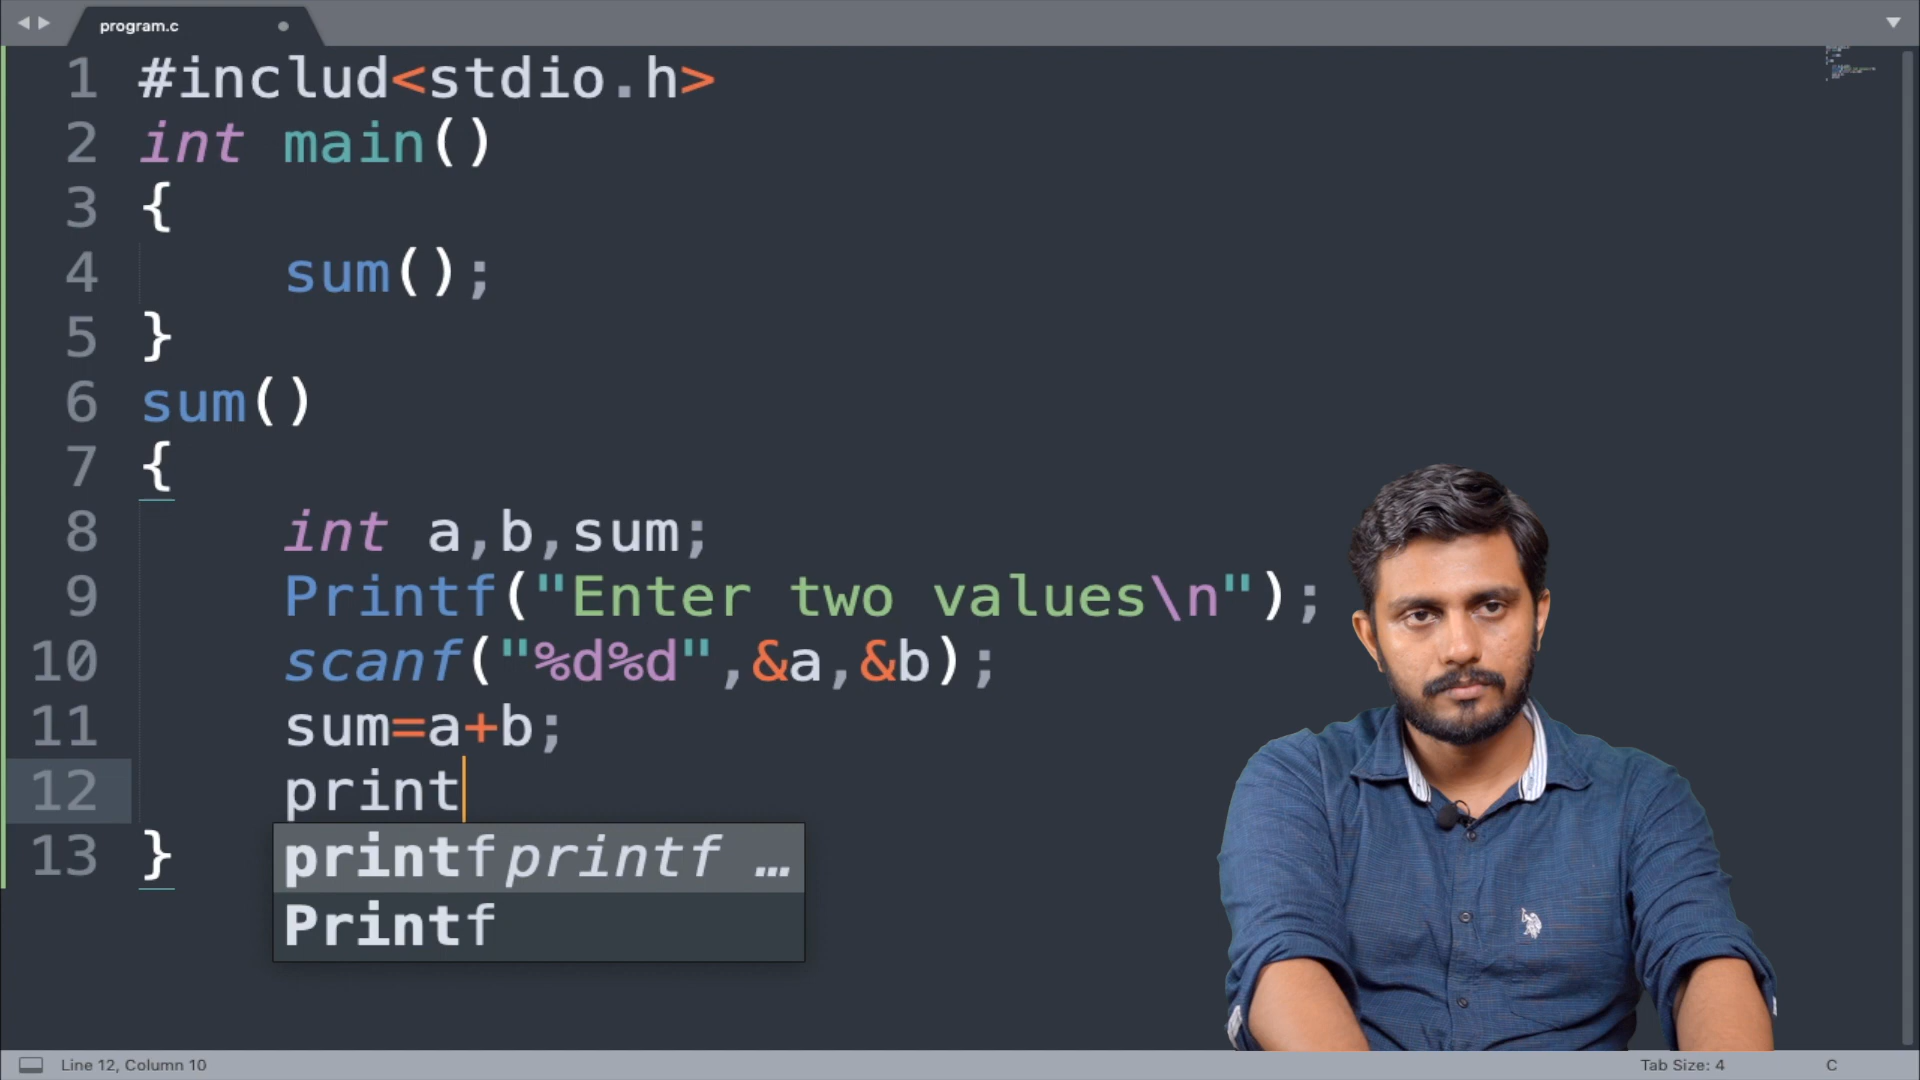 program.c
1 #includ<stdio.h>
2 int main()
3 {
4     sum();
5 }
6 sum()
7 {
8     int a,b,sum;
9     Printf("Enter two values\n");
10     scanf("%d%d",&a,&b);
11     sum=a+b;
12     print
printf printf …
Printf
13 }
Line 12, Column 10
Tab Size: 4
C